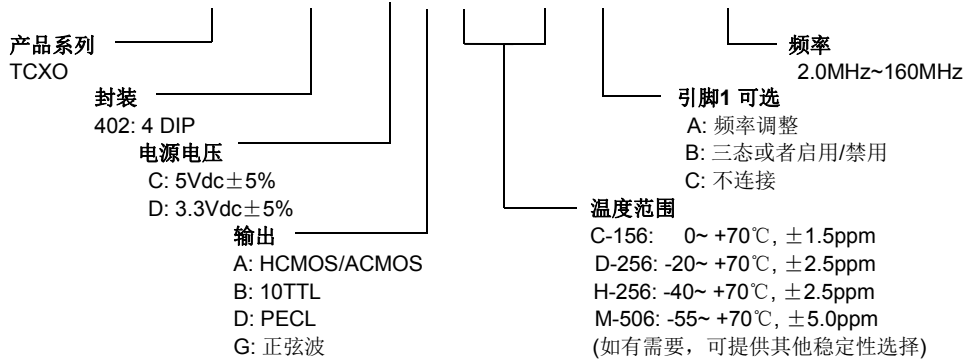 产品系列
TCXO
封装
402: 4 DIP
电源电压
C: 5Vdc±5%
D: 3.3Vdc±5%
输出
A: HCMOS/ACMOS
B: 10TTL
D: PECL
G: 正弦波
频率
2.0MHz~160MHz
引脚1 可选
A: 频率调整
B: 三态或者启用/禁用
C: 不连接
温度范围
C-156: 0~ +70℃, ±1.5ppm
D-256: -20~ +70℃, ±2.5ppm
H-256: -40~ +70℃, ±2.5ppm
M-506: -55~ +70℃, ±5.0ppm
(如有需要，可提供其他稳定性选择)